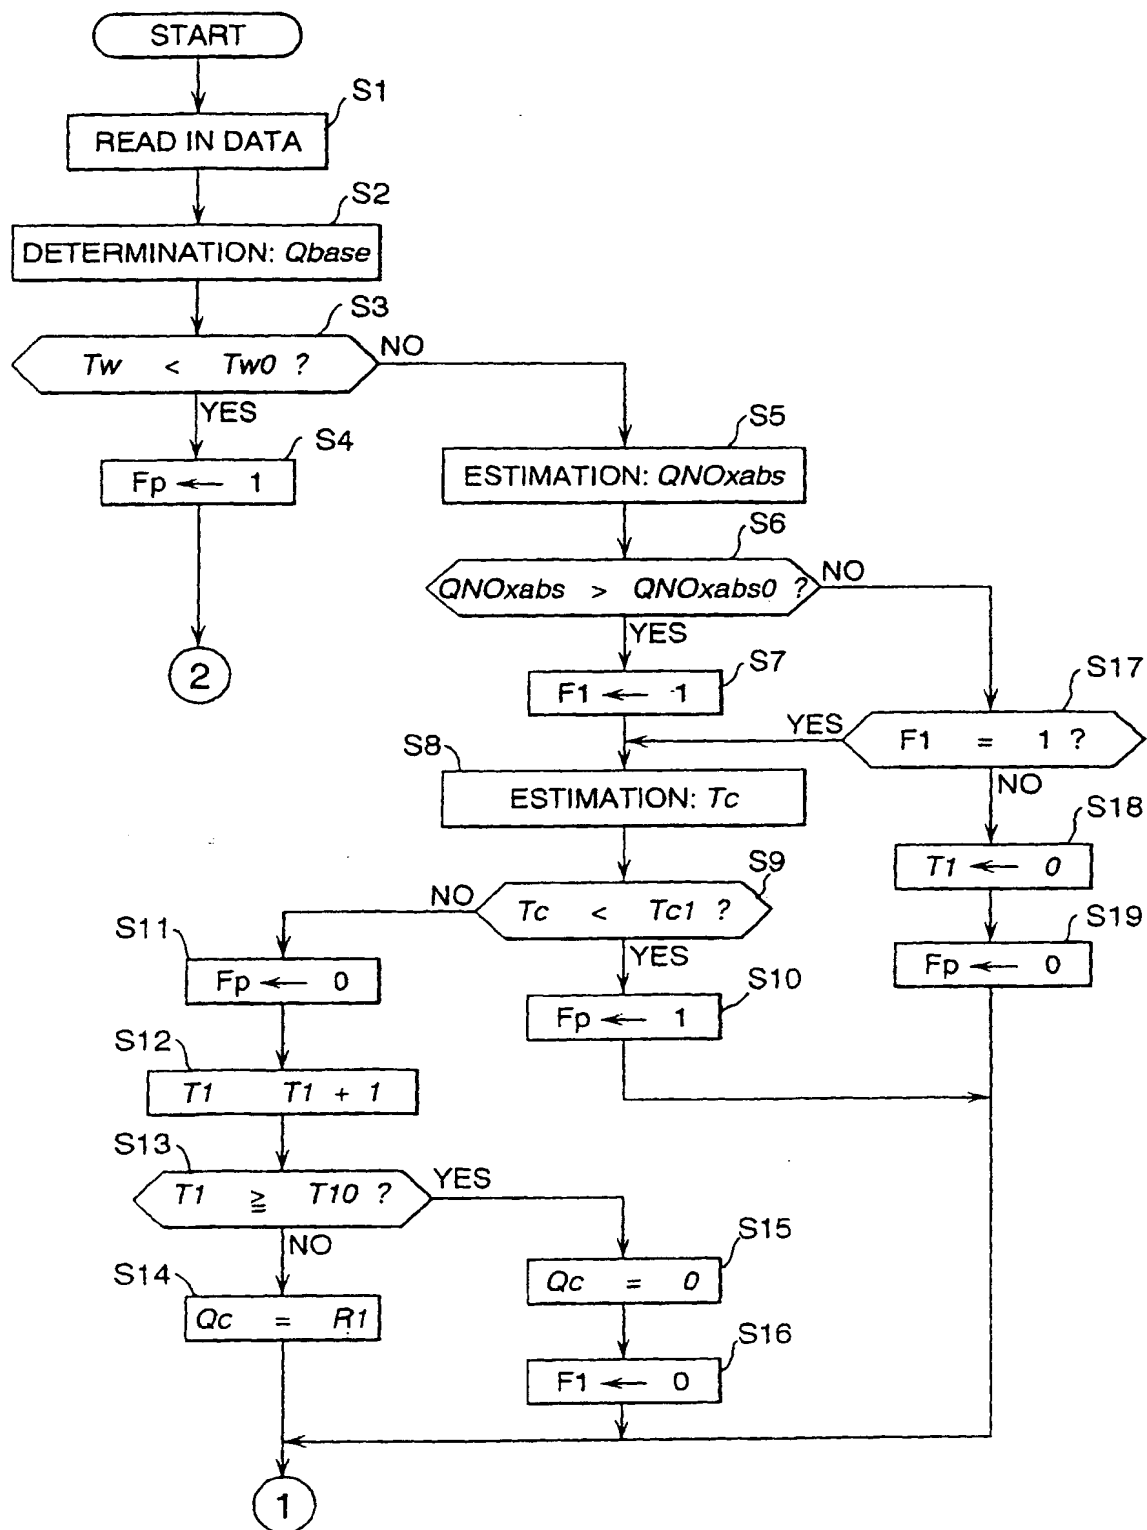 START
S1
READ IN DATA
S2
DETERMINATION: Qbase
S3
Tw < Tw0 ?
NO
YES
S4
Fp ← 1
2
S5
ESTIMATION: QNOxabs
S6
QNOxabs > QNOxabs0 ?
NO
YES
S7
F1 ← 1
S17
F1 = 1 ?
YES
NO
S8
ESTIMATION: Tc
S18
T1 ← 0
S9
Tc < Tc1 ?
NO
YES
S19
Fp ← 0
S11
Fp ← 0
S10
Fp ← 1
S12
T1 T1 + 1
S13
T1 ≧ T10 ?
YES
NO
S14
Qc = R1
S15
Qc = 0
S16
F1 ← 0
1